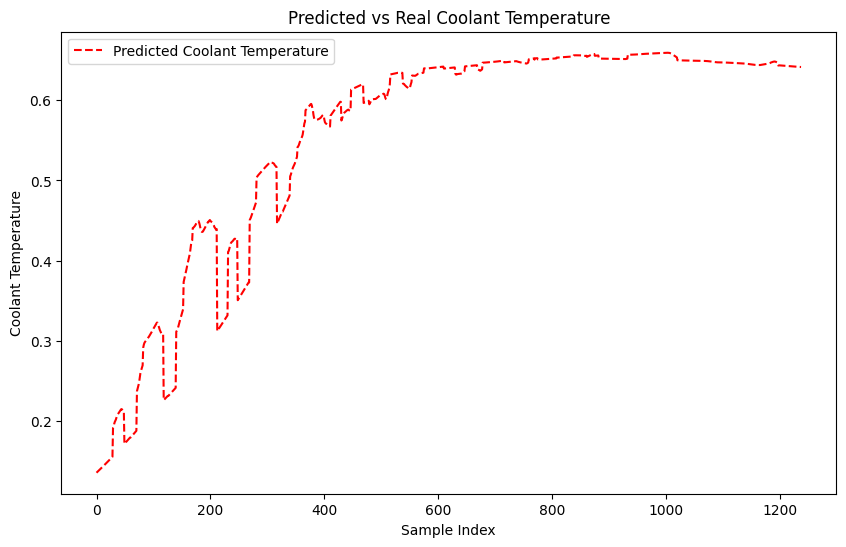 Predicted vs Real Coolant Temperature
Predicted Coolant Temperature
0.6
0.5
0.4
0.3
0.2
Coolant Temperature
0 200 400 600 800 1000 1200
Sample Index